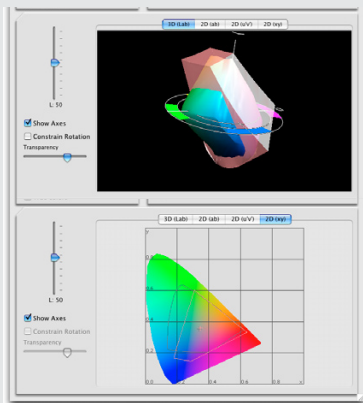 3D (Lab) 2D (ab) 2D (u'v') 2D (xy)
L: 50
Show Axes
Constrain Rotation
Transparency
3D (Lab) 2D (ab) 2D (u'v') 2D (xy)
y
0.8
0.6
L: 50
0.4
Show Axes
Constrain Rotation
0.2
Transparency
0.0 0.2 0.4 0.6 0.8 x